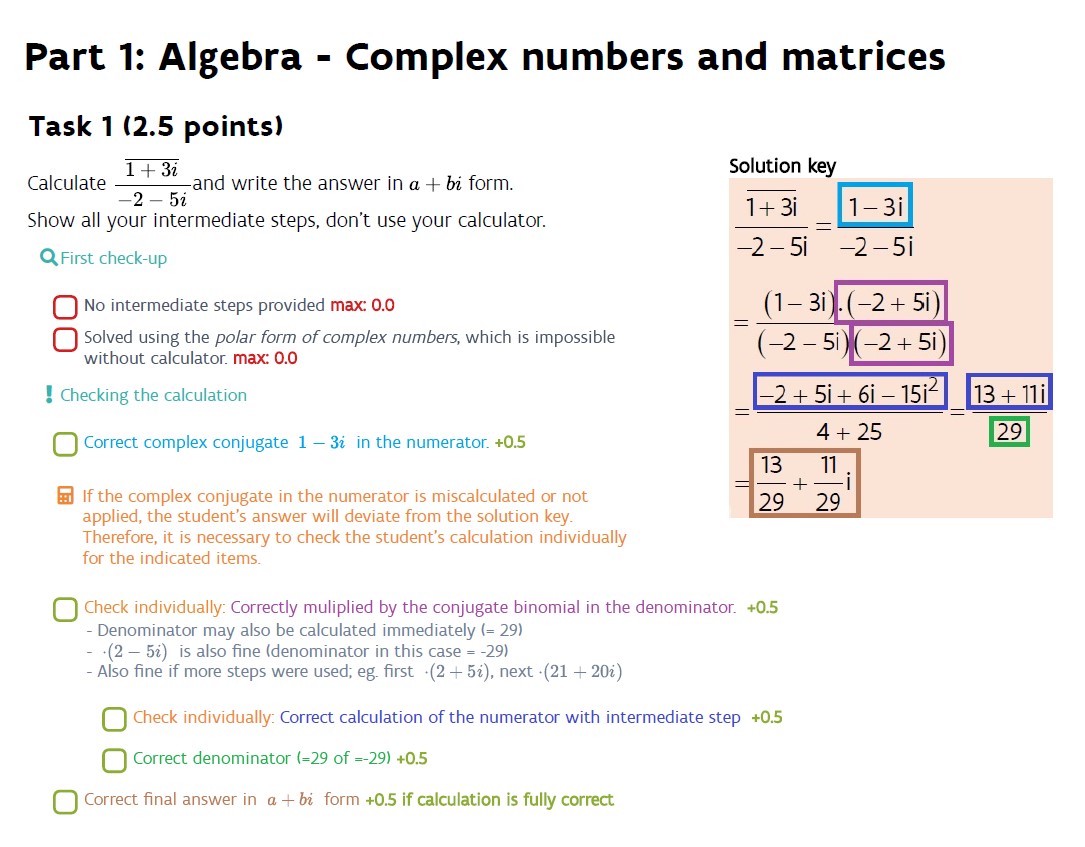 Part 1: Algebra - Complex numbers and matrices
Task 1 (2.5 points)
Calculate \frac{\overline{1+3i}}{-2-5i} and write the answer in a + bi form.
Show all your intermediate steps, don't use your calculator.
First check-up
No intermediate steps provided max: 0.0
Solved using the polar form of complex numbers, which is impossible
without calculator. max: 0.0
! Checking the calculation
Correct complex conjugate 1 − 3i in the numerator. +0.5
If the complex conjugate in the numerator is miscalculated or not
applied, the student's answer will deviate from the solution key.
Therefore, it is necessary to check the student's calculation individually
for the indicated items.
Check individually: Correctly muliplied by the conjugate binomial in the denominator. +0.5
- Denominator may also be calculated immediately (= 29)
- ·(2 − 5i) is also fine (denominator in this case = -29)
- Also fine if more steps were used; eg. first ·(2 + 5i), next ·(21 + 20i)
Check individually: Correct calculation of the numerator with intermediate step +0.5
Correct denominator (=29 of =-29) +0.5
Correct final answer in a + bi form +0.5 if calculation is fully correct
Solution key
\frac{\overline{1+3i}}{-2-5i} = \frac{1-3i}{-2-5i}
= \frac{(1-3i).(-2+5i)}{(-2-5i)(-2+5i)}
= \frac{-2+5i+6i-15i^2}{4+25} = \frac{13+11i}{29}
= \frac{13}{29} + \frac{11}{29}i